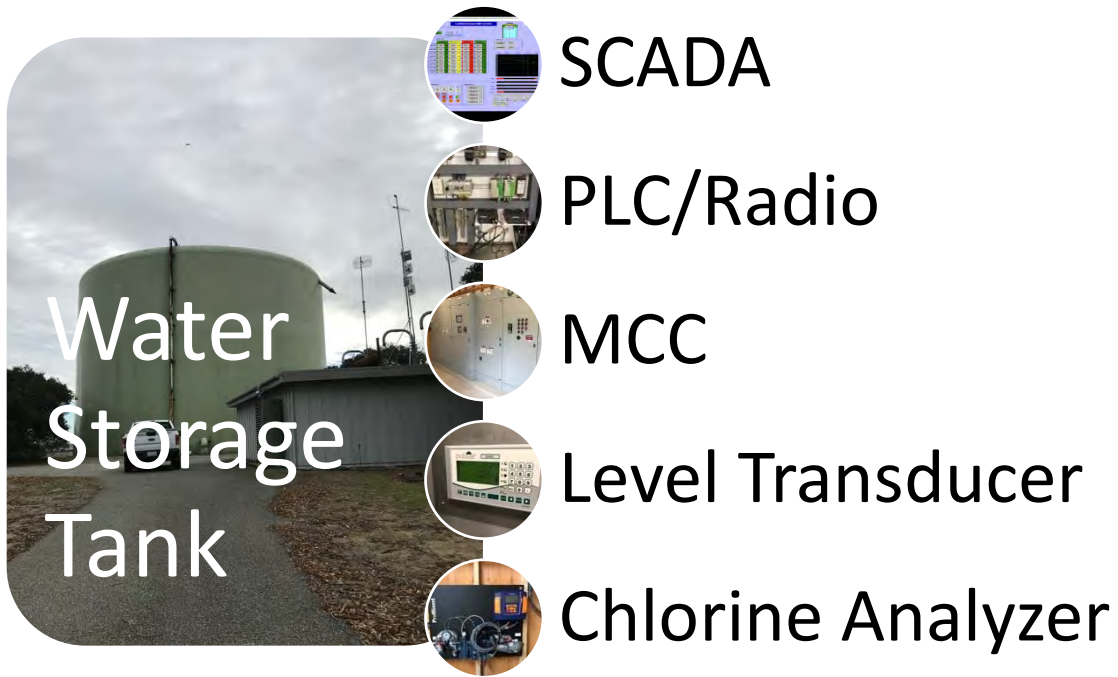 Water
Storage
Tank
SCADA
PLC/Radio
MCC
Level Transducer
Chlorine Analyzer